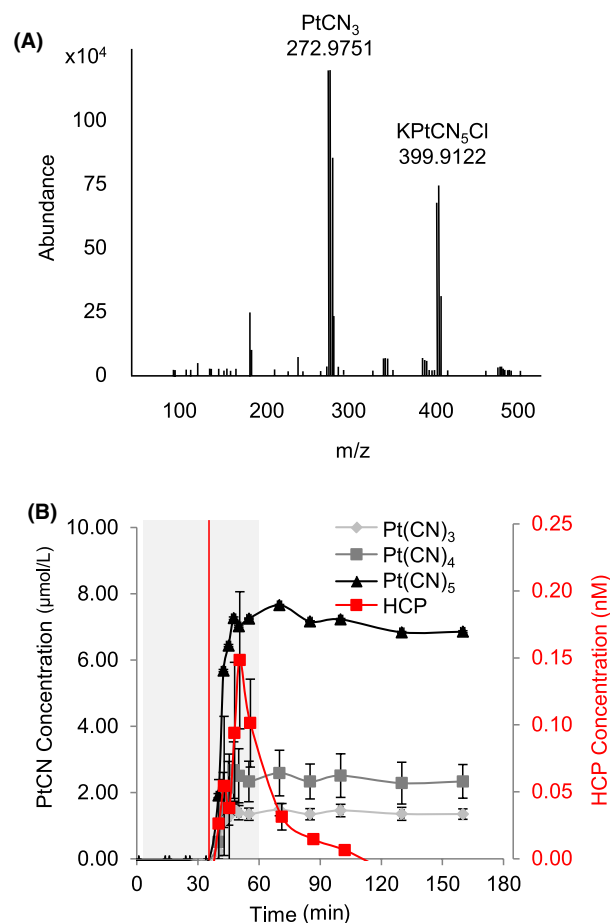 (A)
PtCN₃
272.9751
x10⁴
KPtCN₅Cl
399.9122
100
75
50
25
0
Abundance
100 200 300 400 500
m/z
(B)
10.00
8.00
6.00
4.00
2.00
0.00
PtCN Concentration (µmol/L)
Pt(CN)₃
Pt(CN)₄
Pt(CN)₅
HCP
0.25
0.20
0.15
0.10
0.05
0.00
HCP Concentration (nM)
0 30 60 90 120 150 180
Time (min)